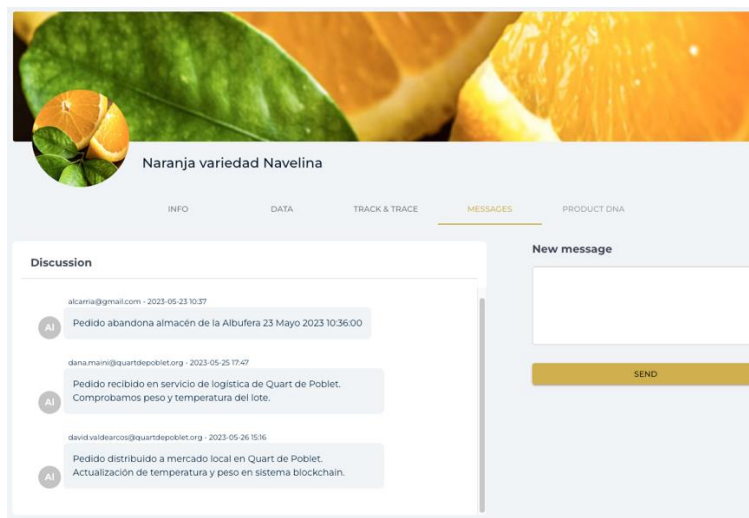 Naranja variedad Navelina
INFO DATA TRACK & TRACE MESSAGES PRODUCT DNA
Discussion
alcarria@gmail.com - 2023-05-23 10:37
AI
Pedido abandona almacén de la Albufera 23 Mayo 2023 10:36:00
dana.maini@quartdepoblet.org - 2023-05-25 17:47
AI
Pedido recibido en servicio de logística de Quart de Poblet.
Comprobamos peso y temperatura del lote.
david.valdearcos@quartdepoblet.org - 2023-05-26 15:16
AI
Pedido distribuido a mercado local en Quart de Poblet.
Actualización de temperatura y peso en sistema blockchain.
New message
SEND